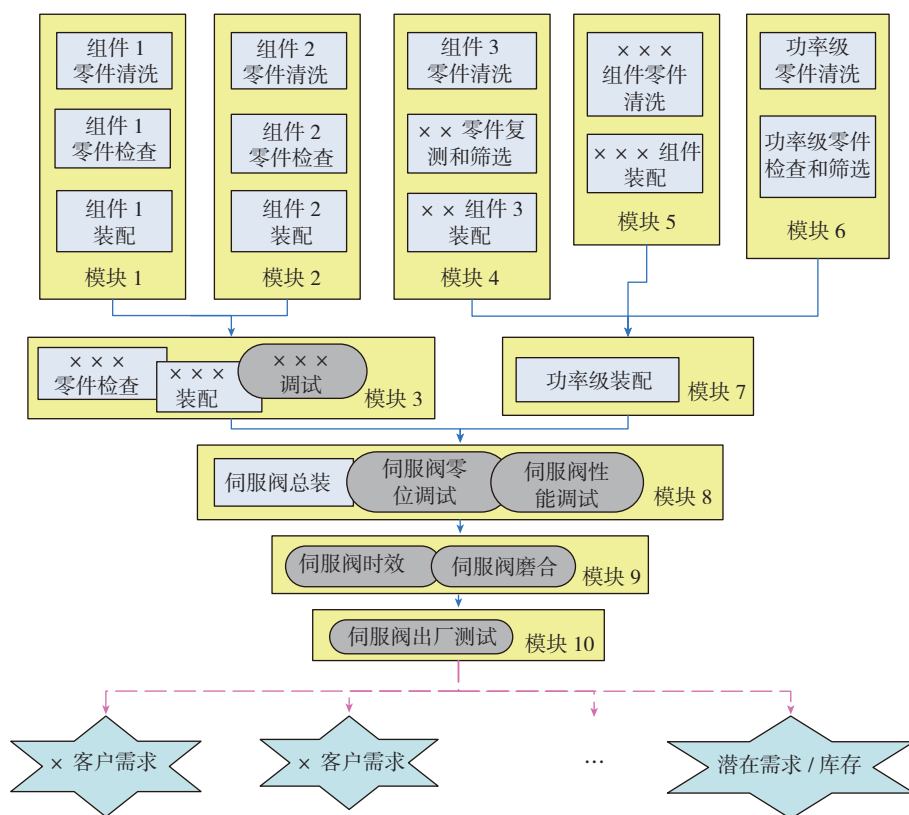 组件 1
零件清洗
组件 1
零件检查
组件 1
装配
模块 1
组件 2
零件清洗
组件 2
零件检查
组件 2
装配
模块 2
组件 3
零件清洗
×× 零件复
测和筛选
×× 组件 3
装配
模块 4
×××
组件零件
清洗
××× 组件
装配
模块 5
功率级
零件清洗
功率级零件
检查和筛选
模块 6
×××
零件检查
×××
装配
×××
调试
模块 3
功率级装配
模块 7
伺服阀总装
伺服阀零
位调试
伺服阀性
能调试
模块 8
伺服阀时效
伺服阀磨合
模块 9
伺服阀出厂测试
模块 10
× 客户需求
× 客户需求
…
潜在需求 / 库存